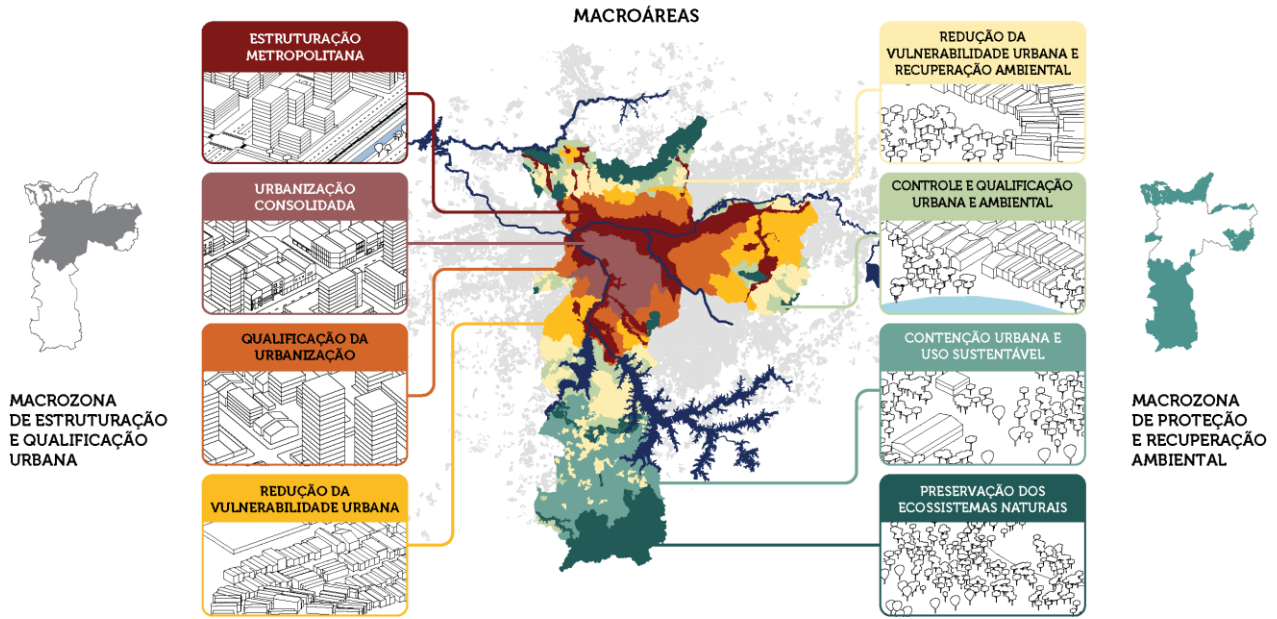 MACROÁREAS
ESTRUTURAÇÃO
METROPOLITANA
URBANIZAÇÃO
CONSOLIDADA
QUALIFICAÇÃO DA
URBANIZAÇÃO
REDUÇÃO DA
VULNERABILIDADE URBANA
MACROZONA
DE ESTRUTURAÇÃO
E QUALIFICAÇÃO
URBANA
REDUÇÃO DA
VULNERABILIDADE URBANA E
RECUPERAÇÃO AMBIENTAL
CONTROLE E QUALIFICAÇÃO
URBANA E AMBIENTAL
CONTENÇÃO URBANA E
USO SUSTENTÁVEL
PRESERVAÇÃO DOS
ECOSSISTEMAS NATURAIS
MACROZONA
DE PROTEÇÃO
E RECUPERAÇÃO
AMBIENTAL